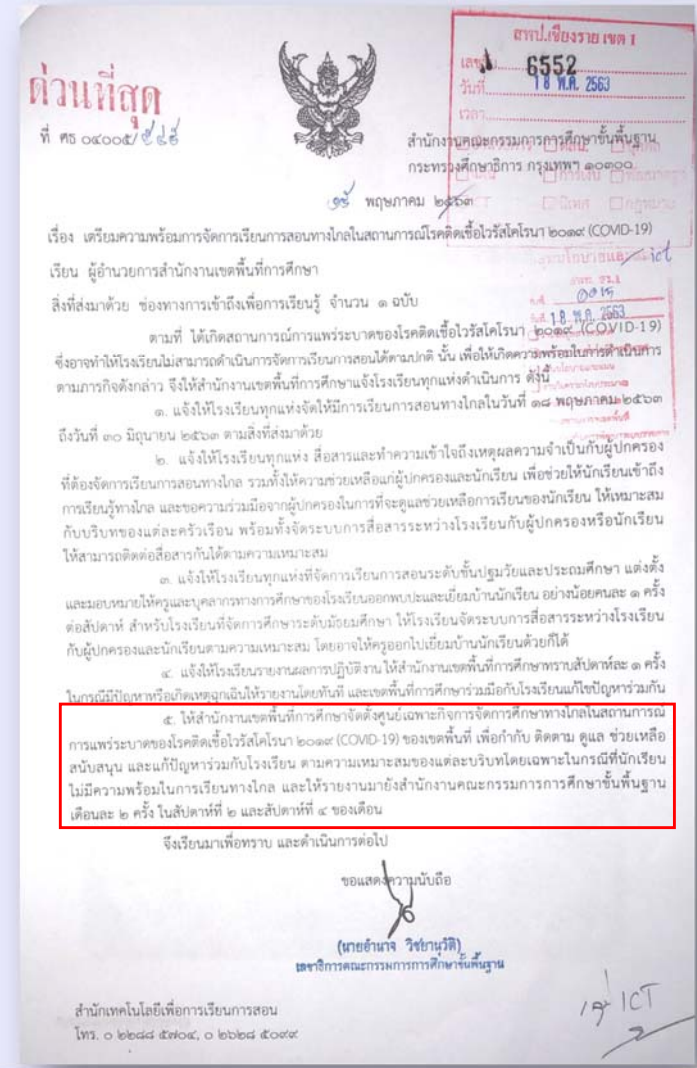 สพป.เชียงราย เขต 1
6552
วันที่ 18 พ.ค. 2563
เวลา
ด่วนที่สุด
ที่ ศธ ๐๔๐๐๕/
สำนักงานคณะกรรมการการศึกษาขั้นพื้นฐาน
กระทรวงศึกษาธิการ กรุงเทพฯ ๑๐๓๐๐
พฤษภาคม ๒๕๖๓
เรื่อง เตรียมความพร้อมการจัดการเรียนการสอนทางไกลในสถานการณ์โรคติดเชื้อไวรัสโคโรนา ๒๐๑๙ (COVID-19)
ict
เรียน ผู้อำนวยการสำนักงานเขตพื้นที่การศึกษา
0015
สิ่งที่ส่งมาด้วย ช่องทางการเข้าถึงเพื่อการเรียนรู้ จำนวน ๑ ฉบับ
18 พ.ค. 2563
ตามที่ ได้เกิดสถานการณ์การแพร่ระบาดของโรคติดเชื้อไวรัสโคโรนา ๒๐๑๙ (COVID-19)
ซึ่งอาจทำให้โรงเรียนไม่สามารถดำเนินการจัดการเรียนการสอนได้ตามปกติ นั้น เพื่อให้เกิดความพร้อมในการดำเนินการ
ตามภารกิจดังกล่าว จึงให้สำนักงานเขตพื้นที่การศึกษาแจ้งโรงเรียนทุกแห่งดำเนินการ ดังนี้
๑. แจ้งให้โรงเรียนทุกแห่งจัดให้มีการเรียนการสอนทางไกลในวันที่ ๑๘ พฤษภาคม ๒๕๖๓
ถึงวันที่ ๓๐ มิถุนายน ๒๕๖๓ ตามสิ่งที่ส่งมาด้วย
๒. แจ้งให้โรงเรียนทุกแห่ง สื่อสารและทำความเข้าใจถึงเหตุผลความจำเป็นกับผู้ปกครอง
ที่ต้องจัดการเรียนการสอนทางไกล รวมทั้งให้ความช่วยเหลือแก่ผู้ปกครองและนักเรียน เพื่อช่วยให้นักเรียนเข้าถึง
การเรียนรู้ทางไกล และขอความร่วมมือจากผู้ปกครองในการที่จะดูแลช่วยเหลือการเรียนของนักเรียน ให้เหมาะสม
กับบริบทของแต่ละครัวเรือน พร้อมทั้งจัดระบบการสื่อสารระหว่างโรงเรียนกับผู้ปกครองหรือนักเรียน
ให้สามารถติดต่อสื่อสารกันได้ตามความเหมาะสม
๓. แจ้งให้โรงเรียนทุกแห่งที่จัดการเรียนการสอนระดับชั้นปฐมวัยและประถมศึกษา แต่งตั้ง
และมอบหมายให้ครูและบุคลากรทางการศึกษาของโรงเรียนออกพบปะและเยี่ยมบ้านนักเรียน อย่างน้อยคนละ ๑ ครั้ง
ต่อสัปดาห์ สำหรับโรงเรียนที่จัดการศึกษาระดับมัธยมศึกษา ให้โรงเรียนจัดระบบการสื่อสารระหว่างโรงเรียน
กับผู้ปกครองและนักเรียนตามความเหมาะสม โดยอาจให้ครูออกไปเยี่ยมบ้านนักเรียนด้วยก็ได้
๔. แจ้งให้โรงเรียนรายงานผลการปฏิบัติงาน ให้สำนักงานเขตพื้นที่การศึกษาทราบสัปดาห์ละ ๑ ครั้ง
ในกรณีมีปัญหาหรือเกิดเหตุฉุกเฉินให้รายงานโดยทันที และเขตพื้นที่การศึกษาร่วมมือกับโรงเรียนแก้ไขปัญหาร่วมกัน
๕. ให้สำนักงานเขตพื้นที่การศึกษาจัดตั้งศูนย์เฉพาะกิจการจัดการศึกษาทางไกลในสถานการณ์
การแพร่ระบาดของโรคติดเชื้อไวรัสโคโรนา ๒๐๑๙ (COVID-19) ของเขตพื้นที่ เพื่อกำกับ ติดตาม ดูแล ช่วยเหลือ
สนับสนุน และแก้ปัญหาร่วมกับโรงเรียน ตามความเหมาะสมของแต่ละบริบทโดยเฉพาะในกรณีที่นักเรียน
ไม่มีความพร้อมในการเรียนทางไกล และให้รายงานมายังสำนักงานคณะกรรมการการศึกษาขั้นพื้นฐาน
เดือนละ ๒ ครั้ง ในสัปดาห์ที่ ๒ และสัปดาห์ที่ ๔ ของเดือน
จึงเรียนมาเพื่อทราบ และดำเนินการต่อไป
ขอแสดงความนับถือ
(นายอำนาจ วิชยานุวัติ)
เลขาธิการคณะกรรมการการศึกษาขั้นพื้นฐาน
ICT
สำนักเทคโนโลยีเพื่อการเรียนการสอน
โทร. ๐ ๒๒๘๘ ๕๗๐๔, ๐ ๒๖๒๘ ๕๐๙๙